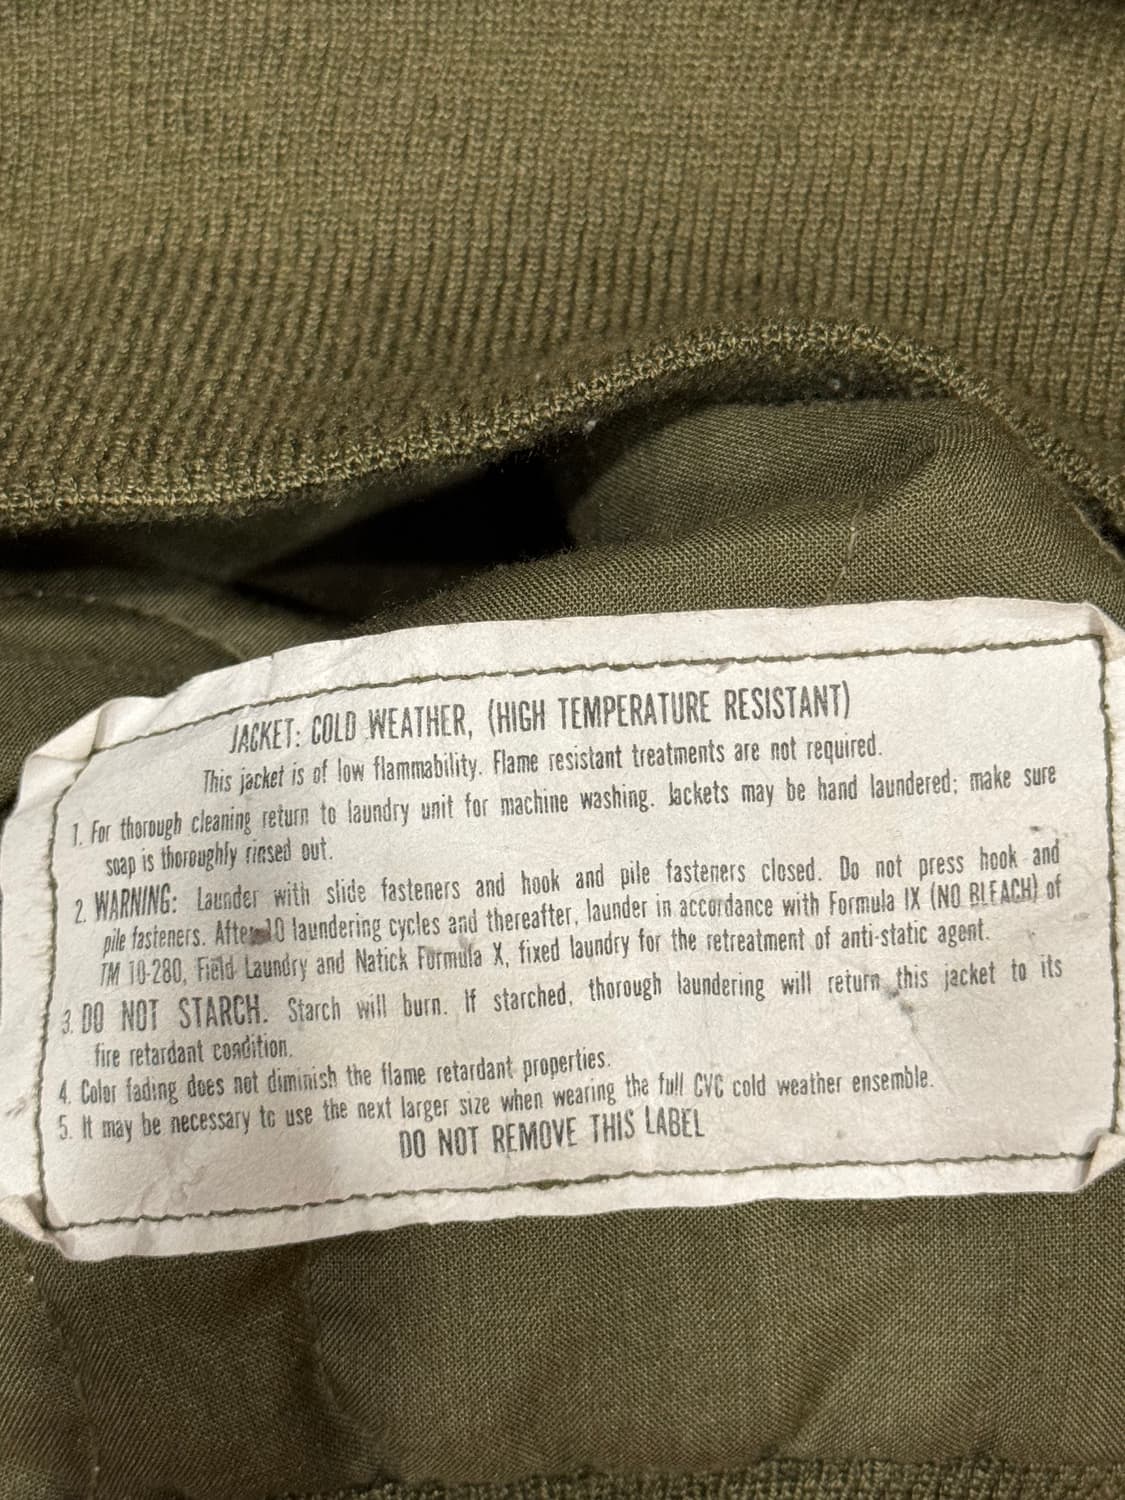 JACKET: COLD WEATHER, (HIGH TEMPERATURE RESISTANT)
This jacket is of low flammability. Flame resistant treatments are not required.
1. For thorough cleaning return to laundry unit for machine washing. Jackets may be hand laundered; make sure
soap is thoroughly rinsed out.
2. WARNING: Launder with slide fasteners and hook and pile fasteners closed. Do not press hook and
pile fasteners. After 10 laundering cycles and thereafter, launder in accordance with Formula IX (NO BLEACH) of
TM 10-280, Field Laundry and Natick Formula X, fixed laundry for the retreatment of anti-static agent.
3. DO NOT STARCH. Starch will burn. If starched, thorough laundering will return this jacket to its
fire retardant condition.
4. Color fading does not diminish the flame retardant properties.
5. It may be necessary to use the next larger size when wearing the full CVC cold weather ensemble.
DO NOT REMOVE THIS LABEL